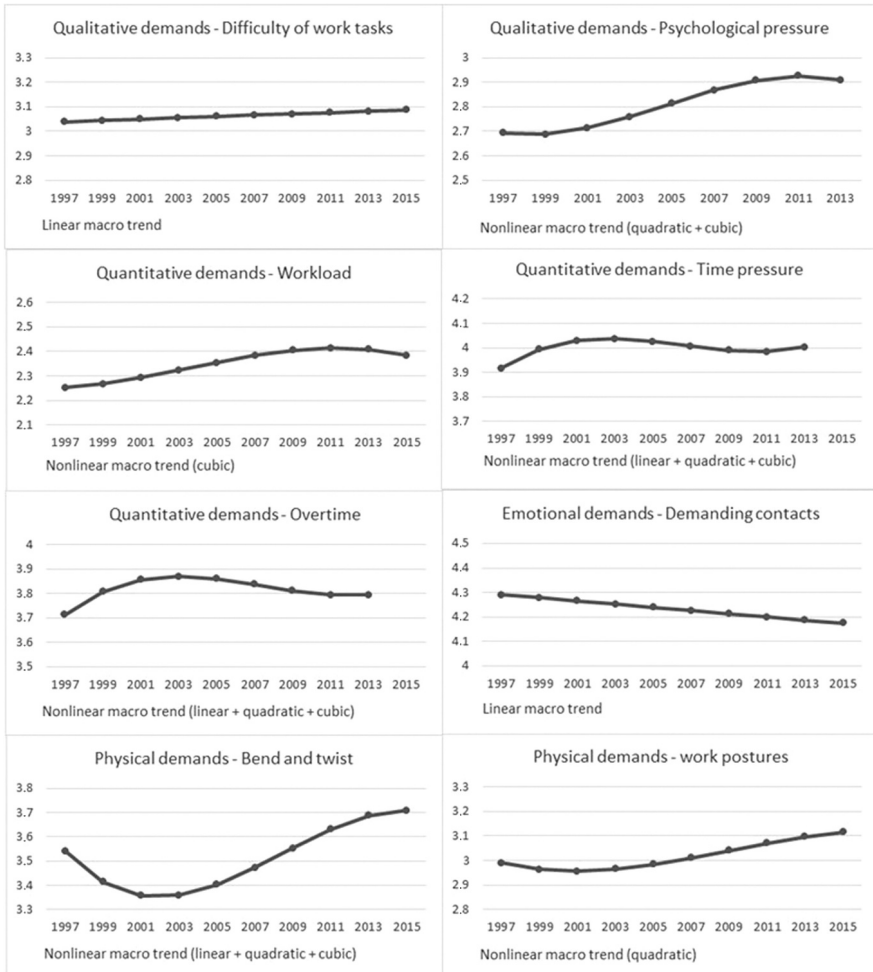 Qualitative demands - Difficulty of work tasks
3.3
3.2
3.1
3
2.9
2.8
1997 1999 2001 2003 2005 2007 2009 2011 2013 2015
Linear macro trend
Qualitative demands - Psychological pressure
3
2.9
2.8
2.7
2.6
2.5
1997 1999 2001 2003 2005 2007 2009 2011 2013
Nonlinear macro trend (quadratic + cubic)
Quantitative demands - Workload
2.6
2.5
2.4
2.3
2.2
2.1
1997 1999 2001 2003 2005 2007 2009 2011 2013 2015
Nonlinear macro trend (cubic)
Quantitative demands - Time pressure
4.2
4.1
4
3.9
3.8
3.7
1997 1999 2001 2003 2005 2007 2009 2011 2013 2015
Nonlinear macro trend (linear + quadratic + cubic)
Quantitative demands - Overtime
4
3.9
3.8
3.7
3.6
3.5
1997 1999 2001 2003 2005 2007 2009 2011 2013 2015
Nonlinear macro trend (linear + quadratic + cubic)
Emotional demands - Demanding contacts
4.5
4.4
4.3
4.2
4.1
4
1997 1999 2001 2003 2005 2007 2009 2011 2013 2015
Linear macro trend
Physical demands - Bend and twist
3.8
3.7
3.6
3.5
3.4
3.3
1997 1999 2001 2003 2005 2007 2009 2011 2013 2015
Nonlinear macro trend (linear + quadratic + cubic)
Physical demands - work postures
3.3
3.2
3.1
3
2.9
2.8
1997 1999 2001 2003 2005 2007 2009 2011 2013 2015
Nonlinear macro trend (quadratic)